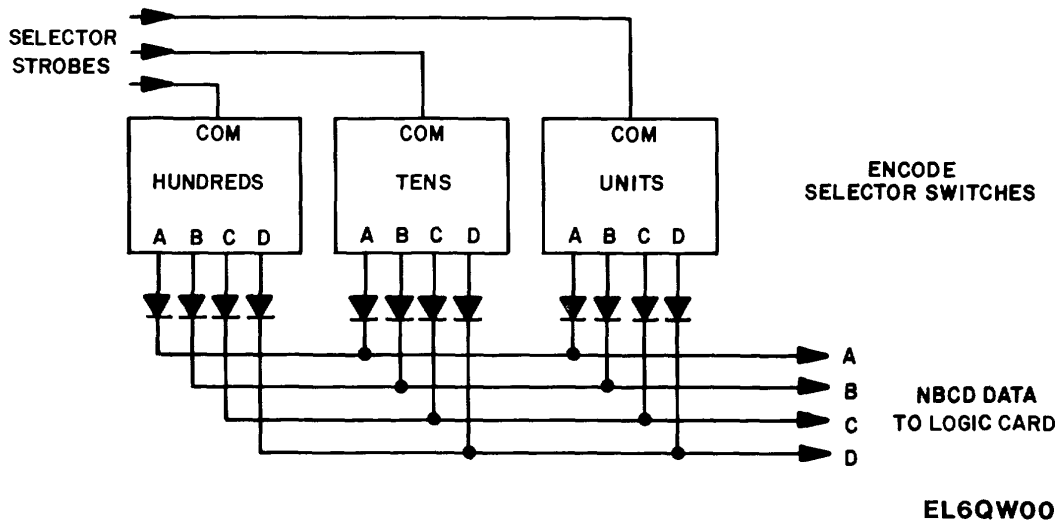 SELECTOR
STROBES
COM
COM
COM
HUNDREDS
TENS
UNITS
ENCODE
SELECTOR SWITCHES
A B C D
A B C D
A B C D
A
B
C
D
NBCD DATA
TO LOGIC CARD
EL6QW00